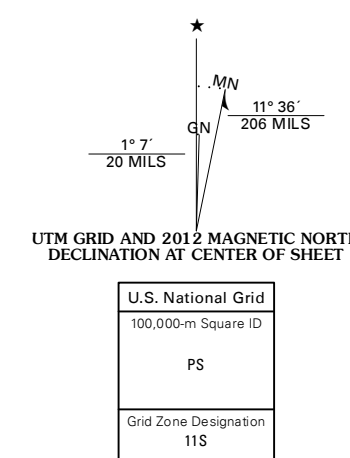 ★
MN
GN
11° 36´
206 MILS
1° 7´
20 MILS
UTM GRID AND 2012 MAGNETIC NORT
DECLINATION AT CENTER OF SHEET
U.S. National Grid
100,000-m Square ID
PS
Grid Zone Designation
11S